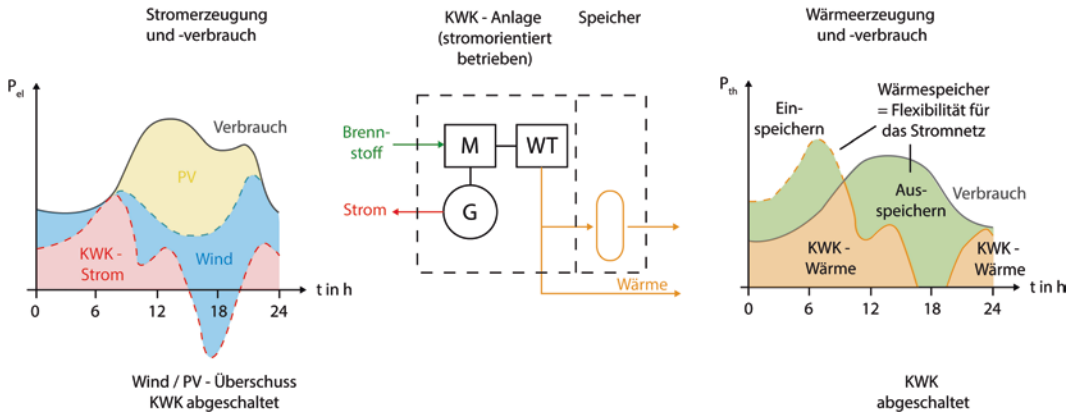 Stromerzeugung
und -verbrauch
P el
Verbrauch
PV
KWK -
Strom
Wind
t in h
0
6
12
18
24
Wind / PV - Überschuss
KWK abgeschaltet
KWK - Anlage
(stromorientiert
betrieben)
Speicher
Brenn-
stoff
M
WT
Strom
G
Wärme
Wärmeerzeugung
und -verbrauch
P th
Ein-
speichern
Wärmespeicher
= Flexibilität für
das Stromnetz
Aus-
speichern
Verbrauch
KWK -
Wärme
KWK -
Wärme
t in h
0
6
12
18
24
KWK
abgeschaltet